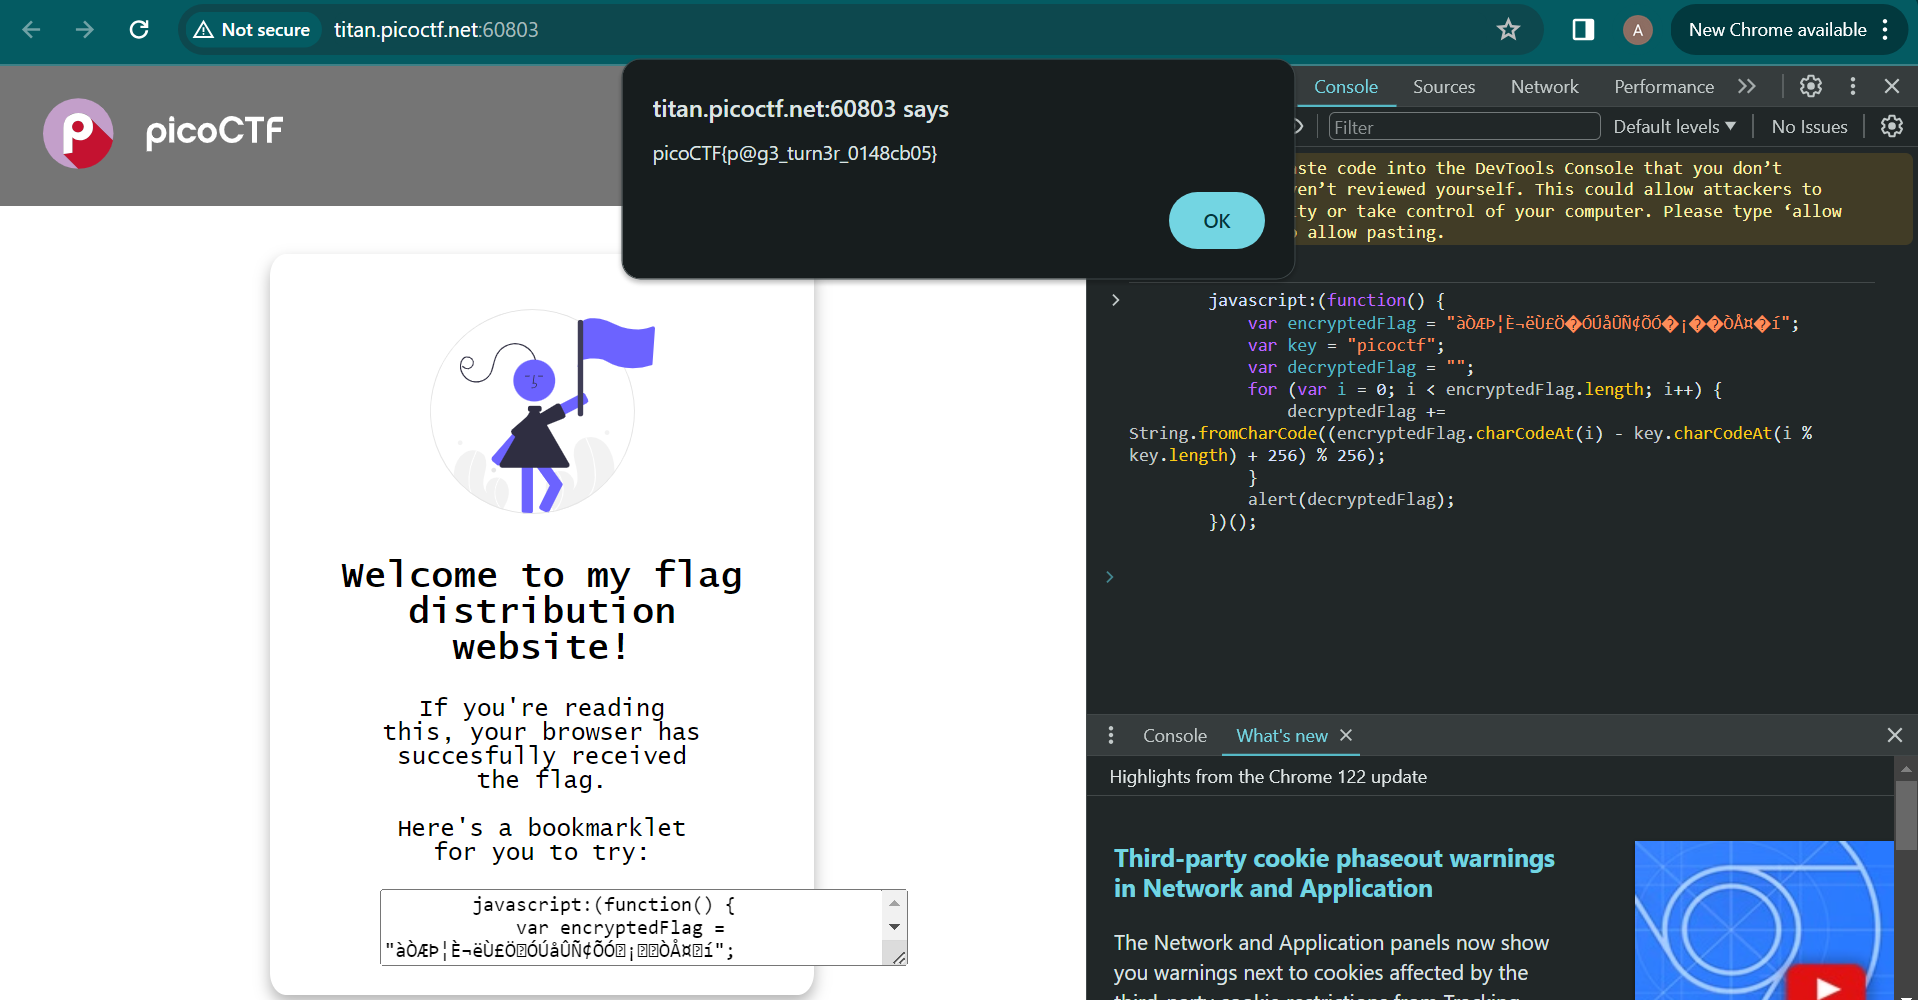 Not secure
titan.picoctf.net:60803
A
New Chrome available
picoCTF
titan.picoctf.net:60803 says
picoCTF{p@g3_turn3r_0148cb05}
OK
Console
Sources
Network
Performance
Filter
Default levels
No Issues
ste code into the DevTools Console that you don’t
en’t reviewed yourself. This could allow attackers to
ty or take control of your computer. Please type ‘allow
allow pasting.
javascript:(function() {
var encryptedFlag = "àÒÆÞ¦È¬ëÙ£Ö�ÓÚåÛÑ¢ÕÓ�¡��ÒÅ¤�í";
var key = "picoctf";
var decryptedFlag = "";
for (var i = 0; i < encryptedFlag.length; i++) {
decryptedFlag +=
String.fromCharCode((encryptedFlag.charCodeAt(i) - key.charCodeAt(i %
key.length) + 256) % 256);
}
alert(decryptedFlag);
})();
Welcome to my flag
distribution
website!
If you're reading
this, your browser has
succesfully received
the flag.
Here's a bookmarklet
for you to try:
javascript:(function() {
var encryptedFlag =
"àÒÆÞ¦È¬ëÙ£Ö�ÓÚåÛÑ¢ÕÓ�¡��ÒÅ¤�í";
Console
What's new
Highlights from the Chrome 122 update
Third-party cookie phaseout warnings
in Network and Application
The Network and Application panels now show
you warnings next to cookies affected by the
third-party cookie restrictions from Tracking